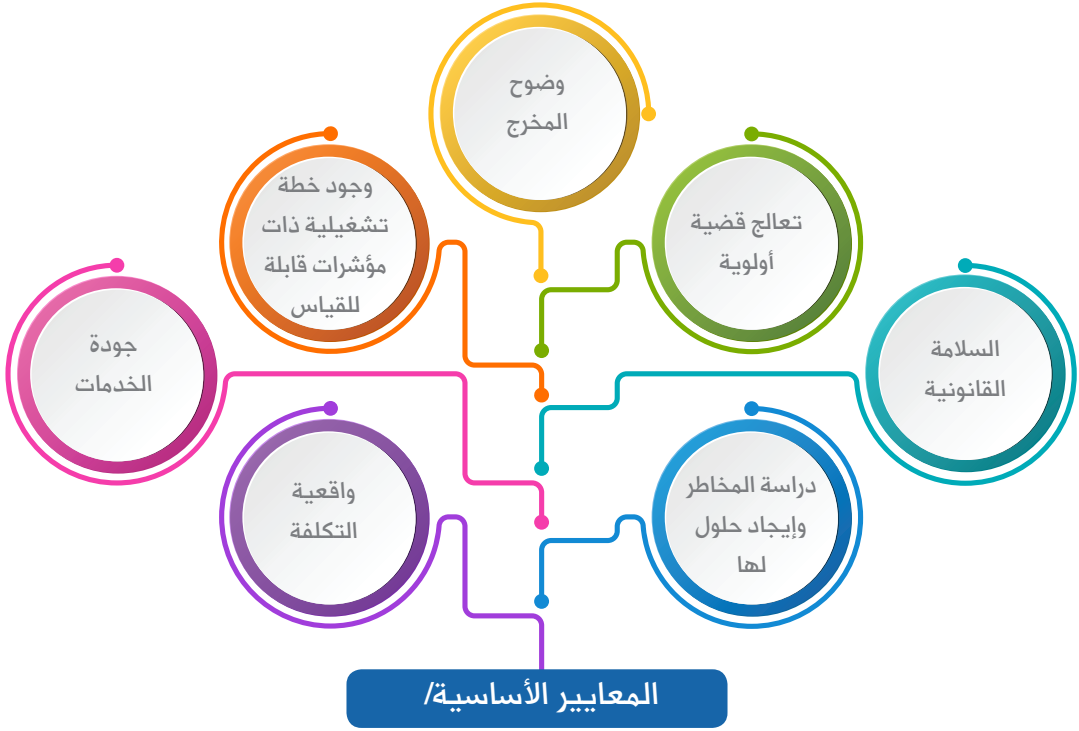 وضوح
المخرج
تعالج قضية
أولوية
وجود خطة
تشغيلية ذات
مؤشرات قابلة
للقياس
السلامة
القانونية
جودة
الخدمات
دراسة المخاطر
وإيجاد حلول
لها
واقعية
التكلفة
المعايير الأساسية/